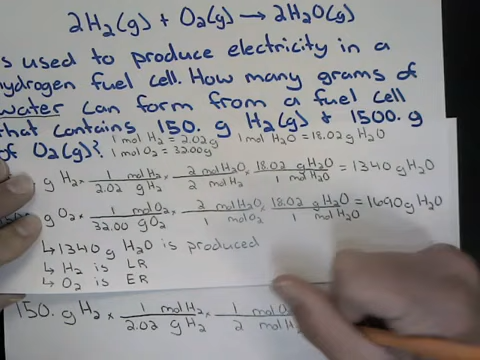 2H₂(g) + O₂(g) → 2H₂O(g)
is used to produce electricity in a
hydrogen fuel cell. How many grams of
water can form from a fuel cell
that contains 150. g H₂(g) & 1500. g
of O₂(g)? 1 mol H₂ = 2.02g 1 mol H₂O = 18.02 g H₂O
1 mol O₂ = 32.00g
g H₂ × 1 mol H₂ / 2.02 g H₂ × 2 mol H₂O / 2 mol H₂ × 18.02 g H₂O / 1 mol H₂O = 1340 g H₂O
g O₂ × 1 mol O₂ / 32.00 g O₂ × 2 mol H₂O / 1 mol O₂ × 18.02 g H₂O / 1 mol H₂O = 1690 g H₂O
↳ 1340 g H₂O is produced
↳ H₂ is LR
↳ O₂ is ER
150. g H₂ × 1 mol H₂ / 2.02 g H₂ × 1 mol O₂ / 2 mol H₂